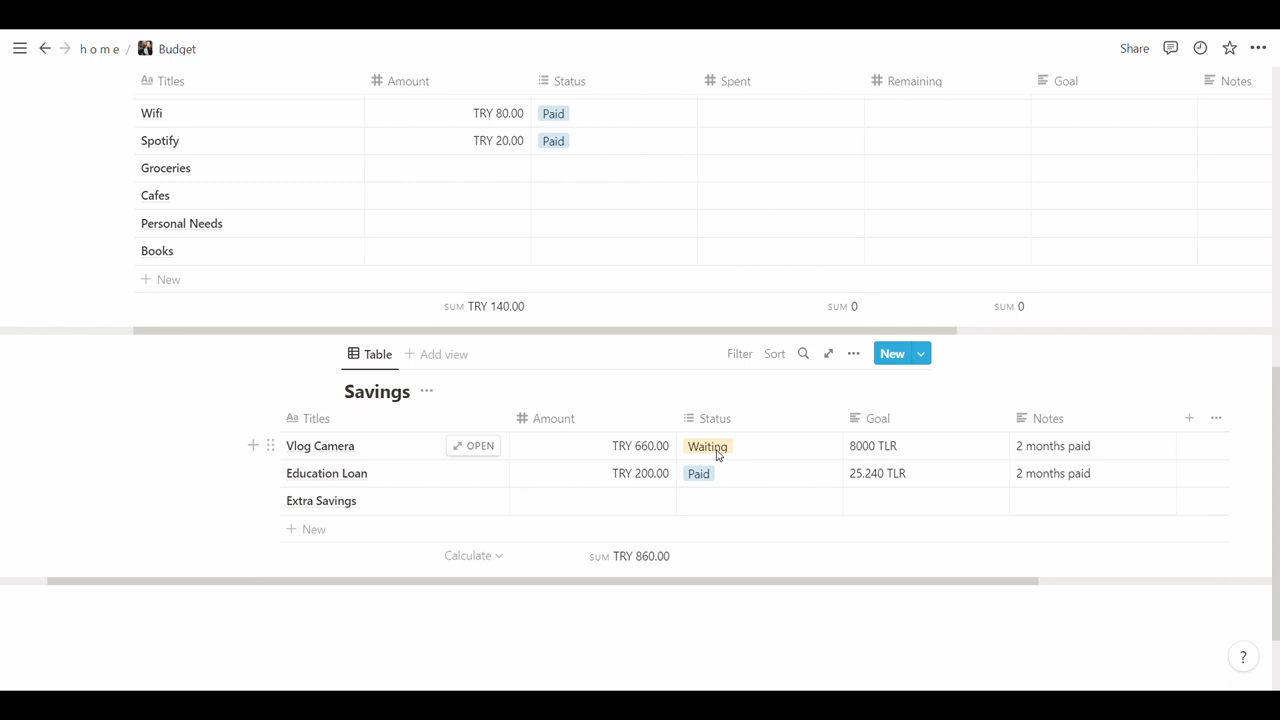 h o m e / Budget Share
Aa Titles # Amount Status # Spent # Remaining Goal Notes
Wifi TRY 80.00 Paid
Spotify TRY 20.00 Paid
Groceries
Cafes
Personal Needs
Books
+ New
SUM TRY 140.00 SUM 0 SUM 0
Table + Add view Filter Sort New
Savings
Aa Titles # Amount Status Goal Notes
Vlog Camera OPEN TRY 660.00 Waiting 8000 TLR 2 months paid
Education Loan TRY 200.00 Paid 25.240 TLR 2 months paid
Extra Savings
+ New
Calculate SUM TRY 860.00
?